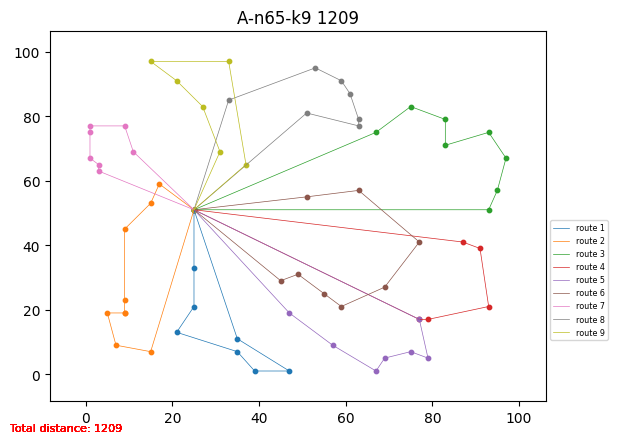 A-n65-k9 1209
100
80
60
40
20
0
0 20 40 60 80 100
route 1
route 2
route 3
route 4
route 5
route 6
route 7
route 8
route 9
Total distance: 1209